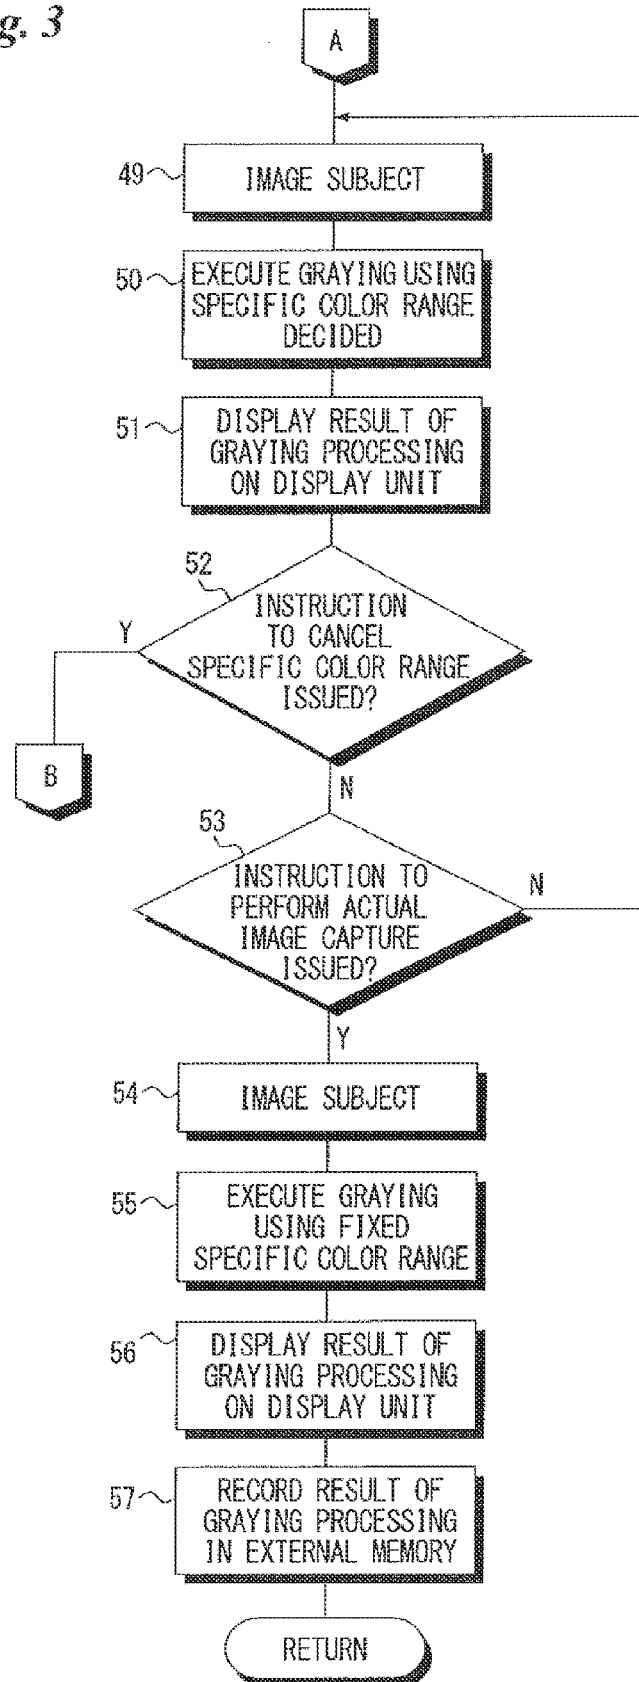 g. 3
A
49
IMAGE SUBJECT
50
EXECUTE GRAYING USING
SPECIFIC COLOR RANGE
DECIDED
51
DISPLAY RESULT OF
GRAYING PROCESSING
ON DISPLAY UNIT
52
INSTRUCTION
TO CANCEL
SPECIFIC COLOR RANGE
ISSUED?
Y
B
N
53
INSTRUCTION TO
PERFORM ACTUAL
IMAGE CAPTURE
ISSUED?
N
Y
54
IMAGE SUBJECT
55
EXECUTE GRAYING
USING FIXED
SPECIFIC COLOR RANGE
56
DISPLAY RESULT OF
GRAYING PROCESSING
ON DISPLAY UNIT
57
RECORD RESULT OF
GRAYING PROCESSING
IN EXTERNAL MEMORY
RETURN